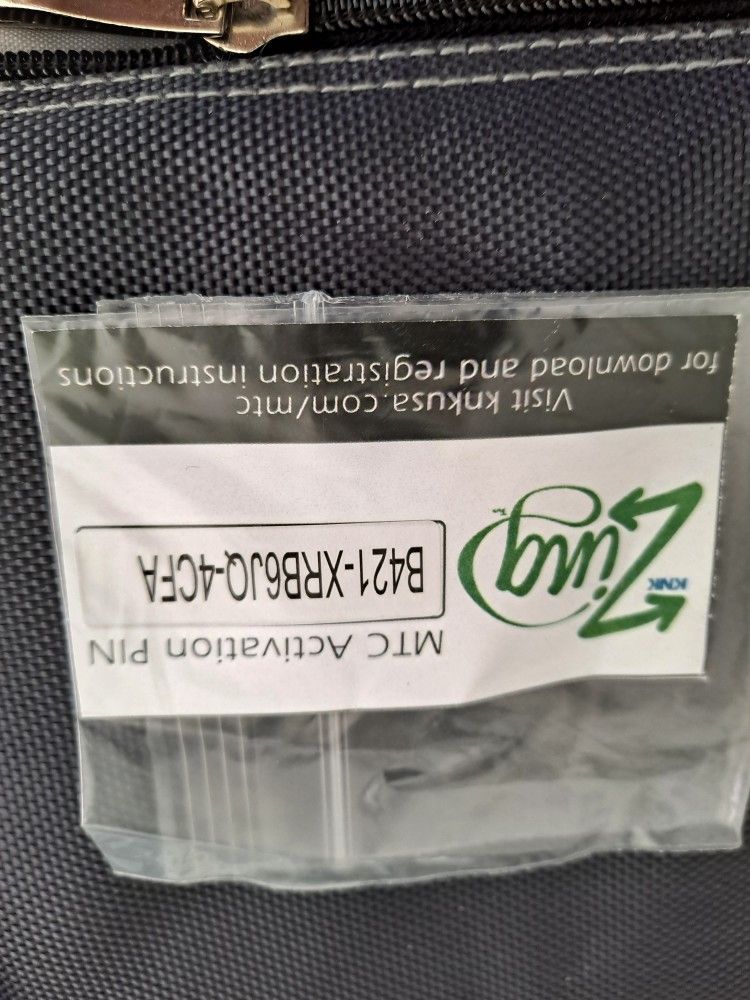 KNK
Zing
MTC Activation PIN
B421-XRB6JQ-4CFA
Visit knkusa.com/mtc
for download and registration instructions